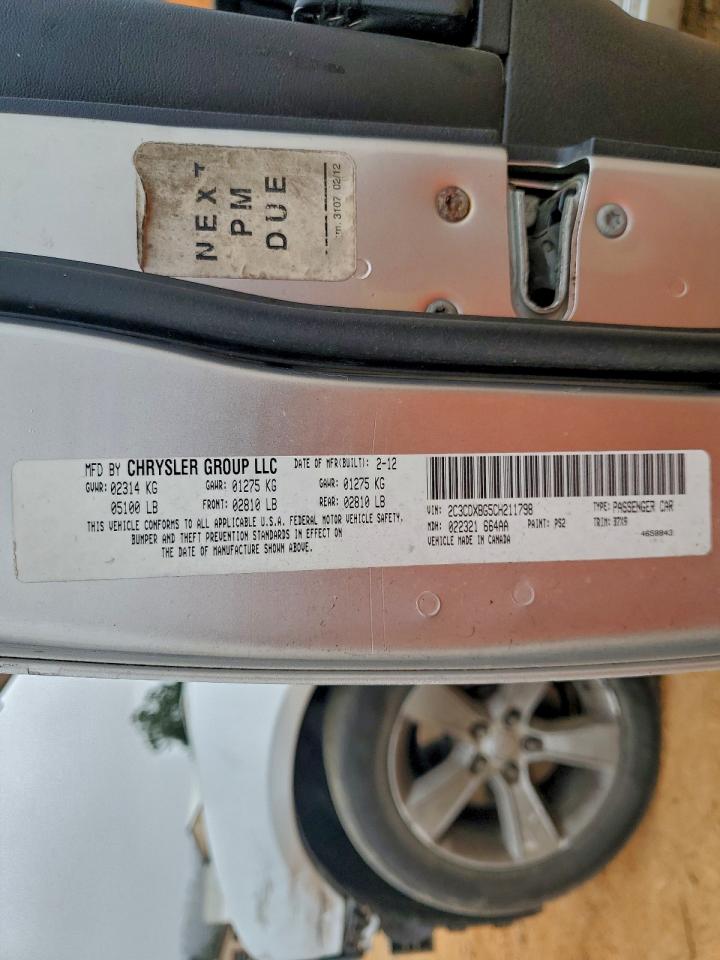 NEXT
PM
DUE
3107 02/12
MFD BY CHRYSLER GROUP LLC DATE OF MFR(BUILT): 2-12
GVWR: 02314 KG GAWR: 01275 KG GAWR: 01275 KG
05100 LB FRONT: 02810 LB REAR: 02810 LB
THIS VEHICLE CONFORMS TO ALL APPLICABLE U.S.A. FEDERAL MOTOR VEHICLE SAFETY,
BUMPER AND THEFT PREVENTION STANDARDS IN EFFECT ON
THE DATE OF MANUFACTURE SHOWN ABOVE.
VIN: 2C3CDXBG5CH211798 TYPE: PASSENGER CAR
MDH: 022321 664AA PAINT: PS2 TRIM: B7X9
VEHICLE MADE IN CANADA 4658843